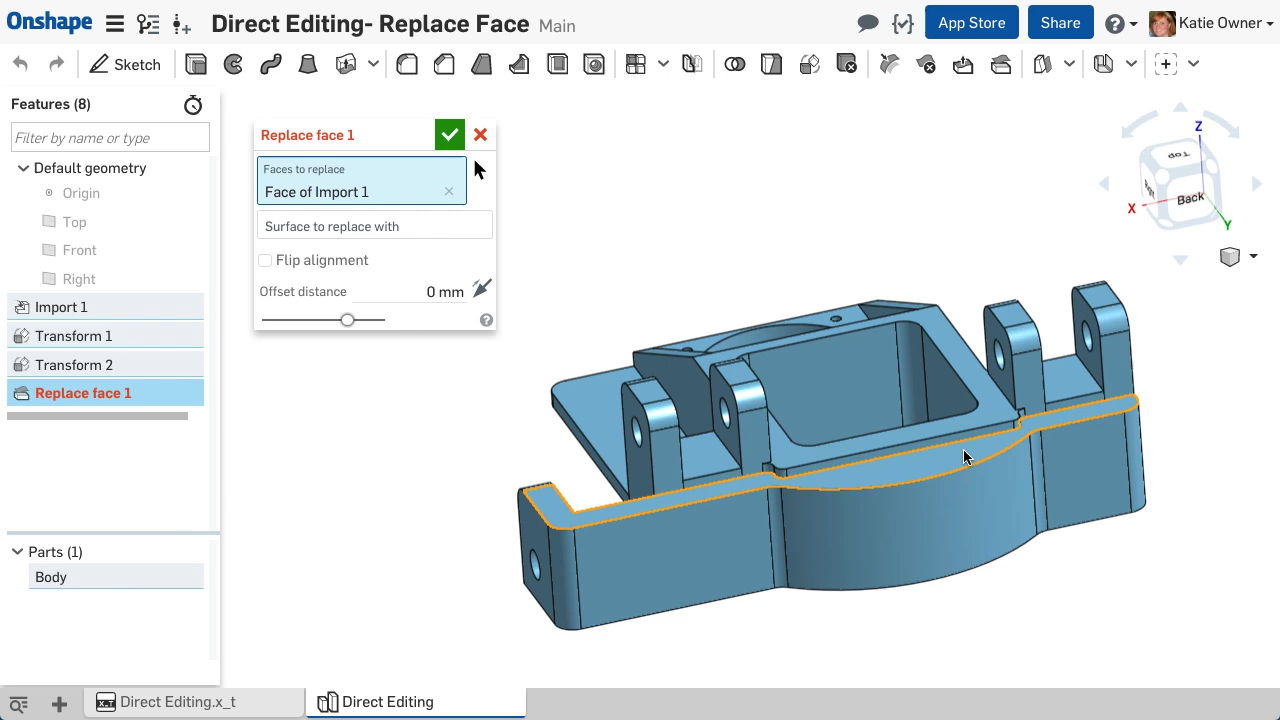 Onshape
Direct Editing- Replace Face Main
App Store
Share
Katie Owner
Sketch
Features (8)
Filter by name or type
Default geometry
Origin
Top
Front
Right
Import 1
Transform 1
Transform 2
Replace face 1
Parts (1)
Body
Replace face 1
Faces to replace
Face of Import 1
Surface to replace with
Flip alignment
Offset distance 0 mm
Z
Top
Right
Back
X
Y
Direct Editing.x_t
Direct Editing